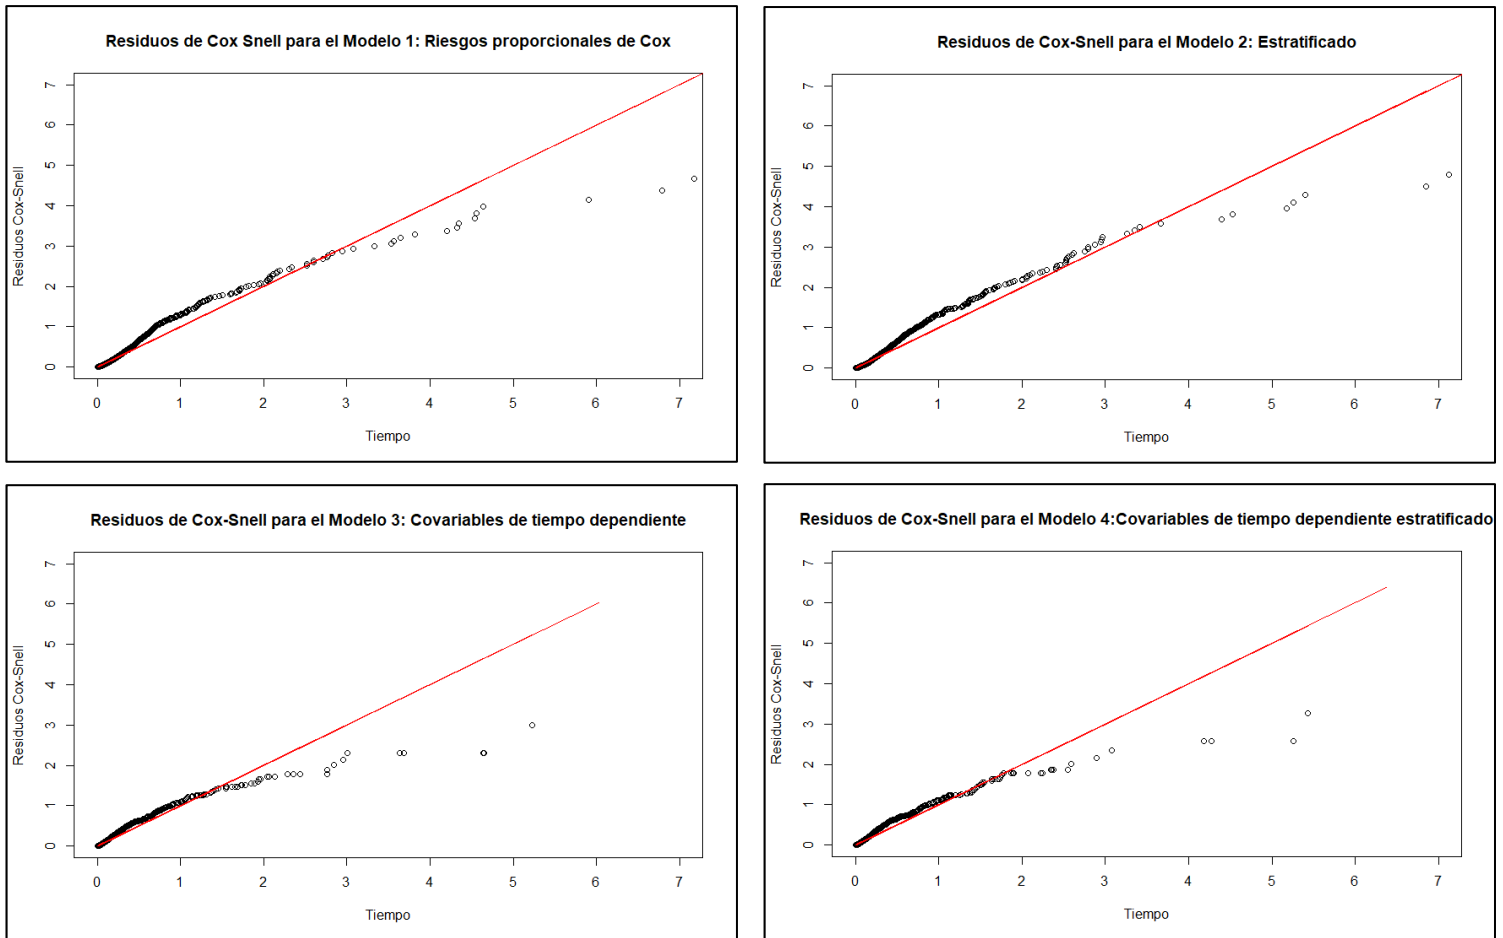 Residuos de Cox Snell para el Modelo 1: Riesgos proporcionales de Cox
Residuos Cox-Snell
7
6
5
4
3
2
1
0
0 1 2 3 4 5 6 7
Tiempo
Residuos de Cox-Snell para el Modelo 2: Estratificado
Residuos Cox-Snell
7
6
5
4
3
2
1
0
0 1 2 3 4 5 6 7
Tiempo
Residuos de Cox-Snell para el Modelo 3: Covariables de tiempo dependiente
Residuos Cox-Snell
7
6
5
4
3
2
1
0
0 1 2 3 4 5 6 7
Tiempo
Residuos de Cox-Snell para el Modelo 4:Covariables de tiempo dependiente estratificado
Residuos Cox-Snell
7
6
5
4
3
2
1
0
0 1 2 3 4 5 6 7
Tiempo